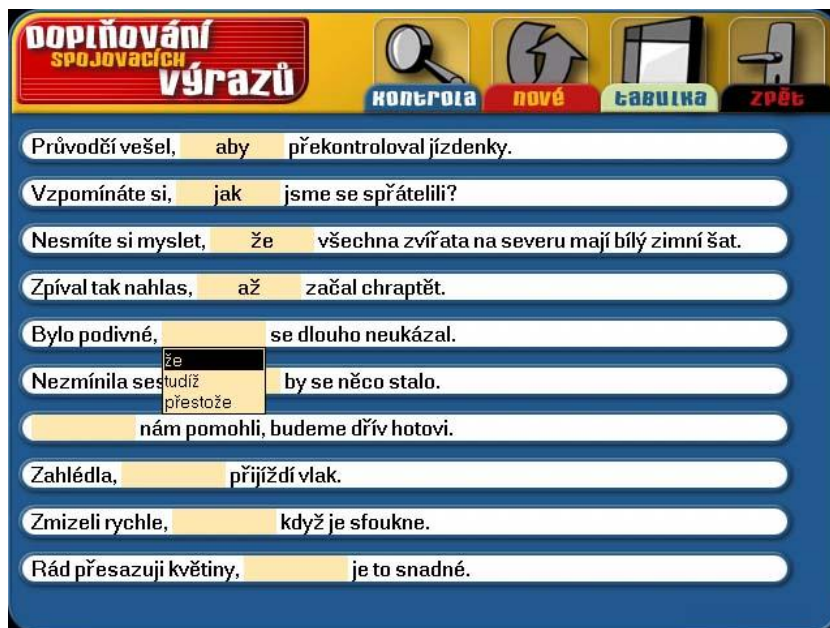 Doplňování
spojovacích
výrazů
kontrola
nové
tabulka
zpět
Průvodčí vešel, aby překontroloval jízdenky.
Vzpomínáte si, jak jsme se spřátelili?
Nesmíte si myslet, že všechna zvířata na severu mají bílý zimní šat.
Zpíval tak nahlas, až začal chraptět.
Bylo podivné, se dlouho neukázal.
že
Nezmínila se by se něco stalo.
tudíž
přestože
nám pomohli, budeme dřív hotovi.
Zahlédla, přijíždí vlak.
Zmizeli rychle, když je sfoukne.
Rád přesazuji květiny, je to snadné.